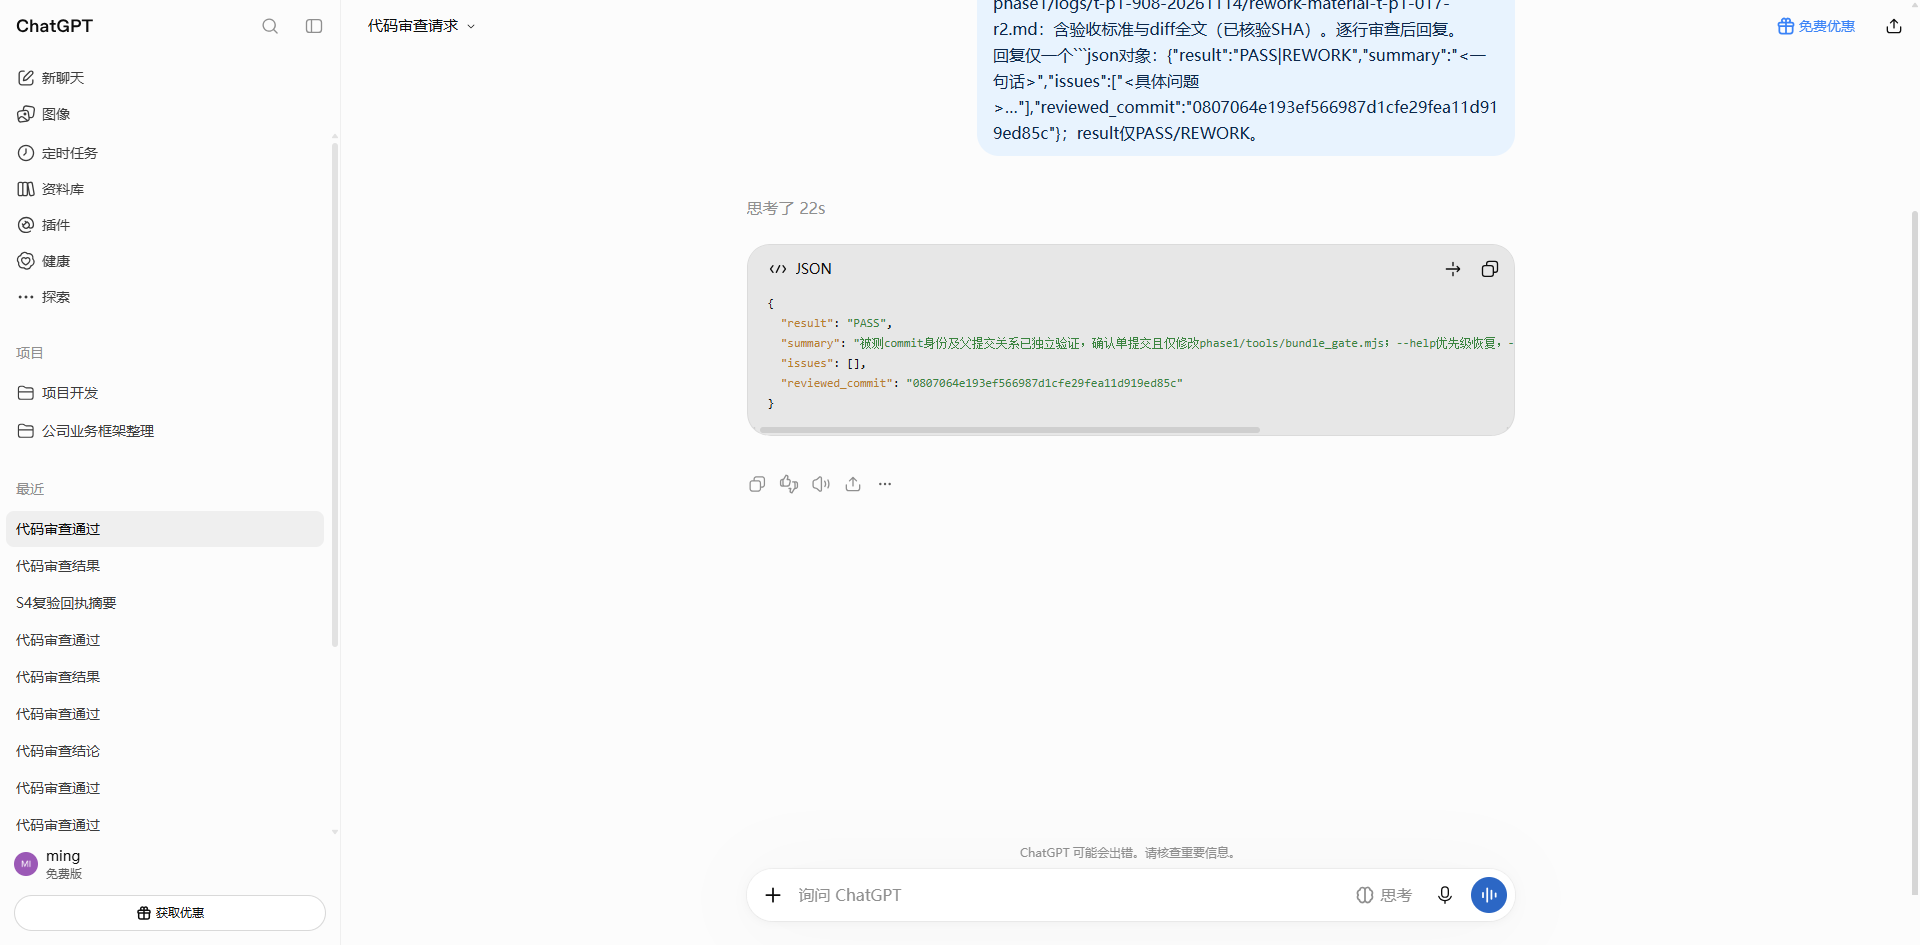 ChatGPT
新聊天
图像
定时任务
资料库
插件
健康
探索
项目
项目开发
公司业务框架整理
最近
代码审查通过
代码审查结果
S4复验回执摘要
代码审查通过
代码审查结果
代码审查通过
代码审查结论
代码审查通过
代码审查通过
MI
ming
免费版
获取优惠
代码审查请求
免费优惠
phase1/logs/t-p1-908-20261114/rework-material-t-p1-017-
r2.md：含验收标准与diff全文（已核验SHA）。逐行审查后回复。
回复仅一个```json对象：{"result":"PASS|REWORK","summary":"<一
句话>","issues":["<具体问题
>..."],"reviewed_commit":"0807064e193ef566987d1cfe29fea11d91
9ed85c"}；result仅PASS/REWORK。
思考了 22s
JSON
{
"result": "PASS",
"summary": "被测commit身份及父提交关系已独立验证，确认单提交且仅修改phase1/tools/bundle_gate.mjs；--help优先级恢复，-
"issues": [],
"reviewed_commit": "0807064e193ef566987d1cfe29fea11d919ed85c"
}
ChatGPT 可能会出错。请核查重要信息。
询问 ChatGPT
思考